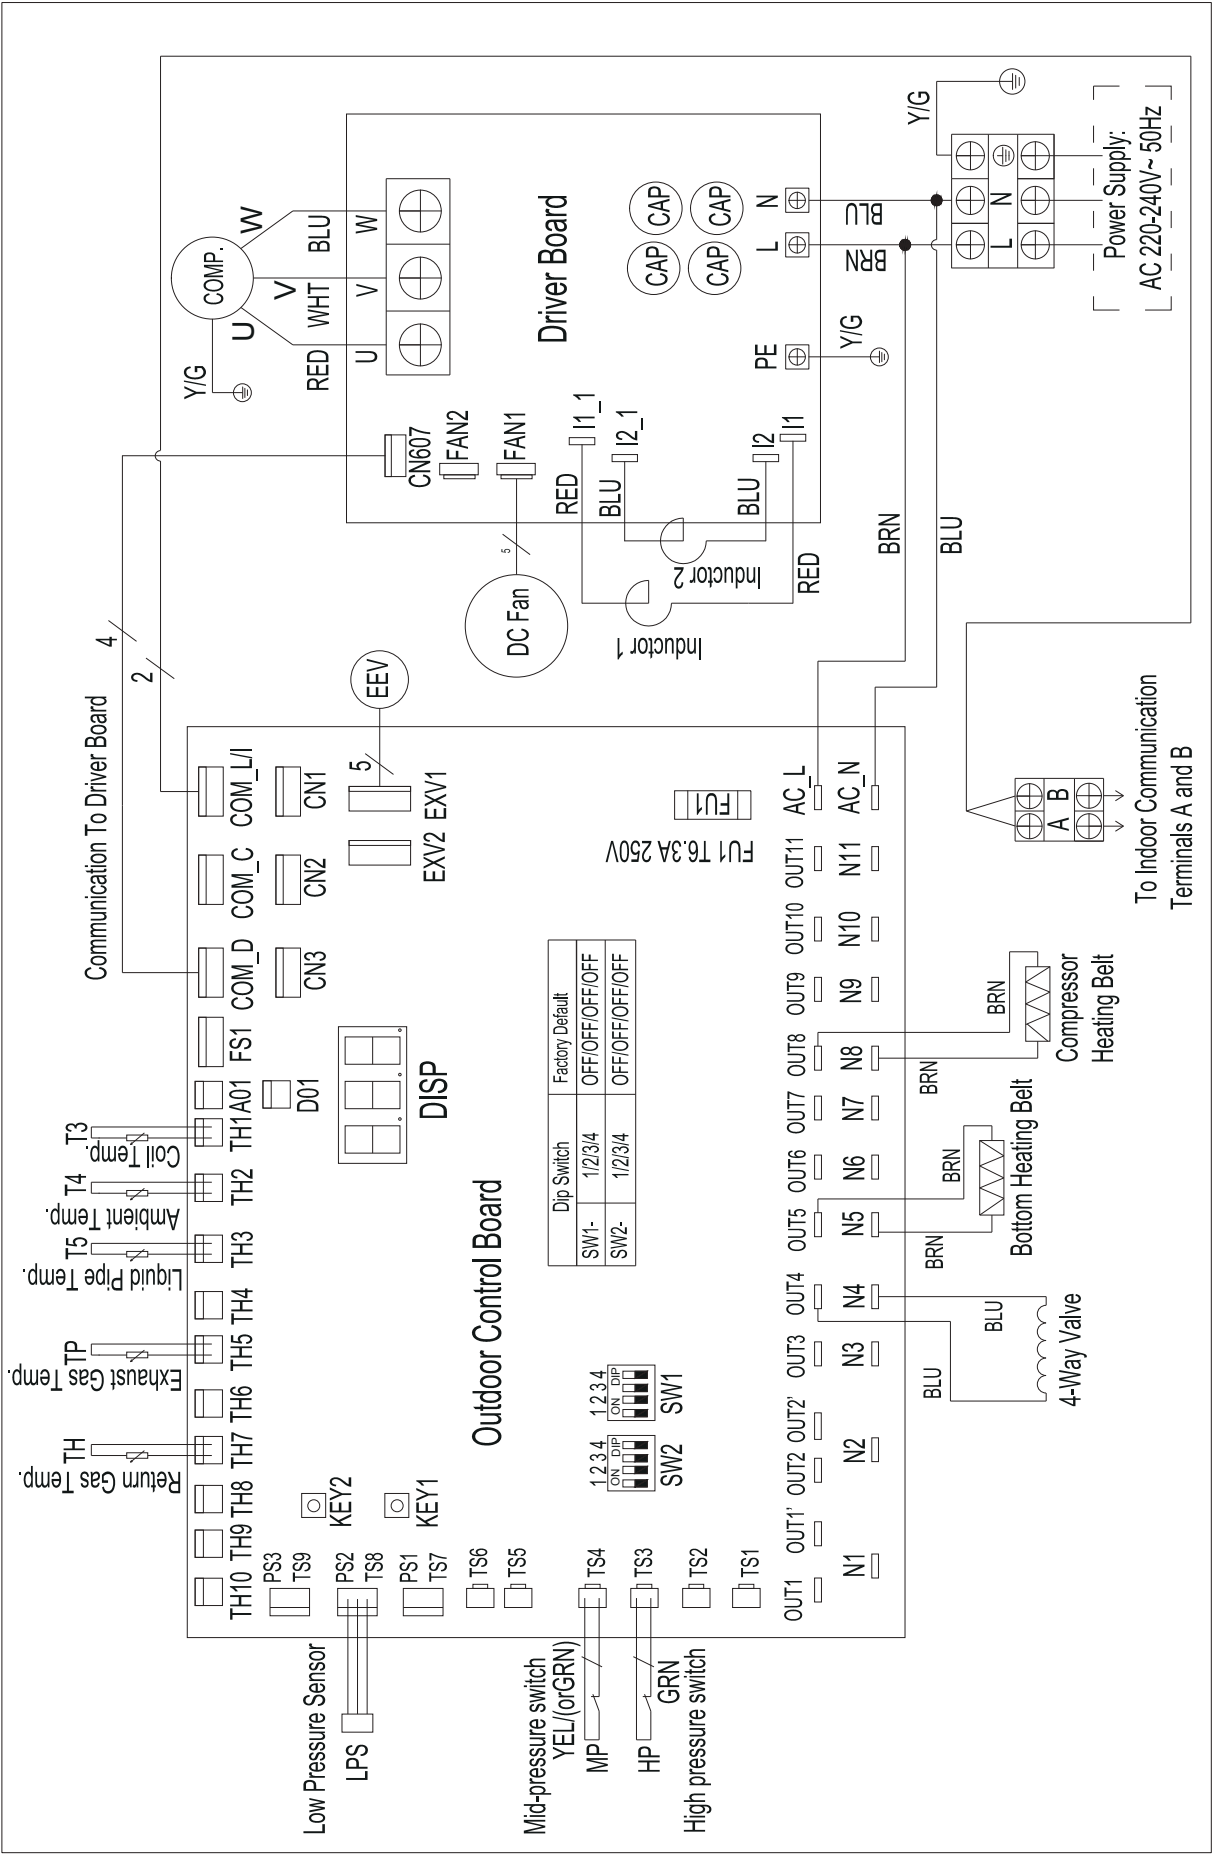 Low Pressure Sensor
LPS
Mid-pressure switch
YEL/(orGRN)
MP
HP
GRN
High pressure switch
TH
Return Gas Temp.
TP
Exhaust Gas Temp.
T5
Liquid Pipe Temp.
T4
Ambient Temp.
T3
Coil Temp.
TH10
TH9
TH8
TH7
TH6
TH5
TH4
TH3
TH2
TH1
A01
D01
FS1
COM_D
COM_C
COM_L/I
CN3
CN2
CN1
EXV2
EXV1
PS3
TS9
PS2
TS8
PS1
TS7
TS6
TS5
TS4
TS3
TS2
TS1
KEY2
KEY1
Outdoor Control Board
DISP
1 2 3 4
ON DIP
SW2
1 2 3 4
ON DIP
SW1
Dip Switch
Factory Default
SW1-
1/2/3/4
OFF/OFF/OFF/OFF
SW2-
1/2/3/4
OFF/OFF/OFF/OFF
FU1
FU1 T6.3A 250V
OUT1
OUT1'
OUT2
OUT2'
OUT3
OUT4
OUT5
OUT6
OUT7
OUT8
OUT9
OUT10
OUT11
AC_L
N1
N2
N3
N4
N5
N6
N7
N8
N9
N10
N11
AC_N
BLU
BLU
4-Way Valve
BRN
BRN
Bottom Heating Belt
BRN
BRN
Compressor
Heating Belt
Communication To Driver Board
4
2
5
EEV
DC Fan
5
Inductor 1
Inductor 2
RED
BLU
BLU
RED
CN607
FAN2
FAN1
I1_1
I2_1
I2
I1
Driver Board
CAP
CAP
CAP
CAP
Y/G
COMP.
U
V
W
RED
WHT
BLU
U
V
W
PE
L
N
Y/G
BRN
BLU
BRN
BLU
Y/G
L
N
Power Supply:
AC 220-240V~ 50Hz
A
B
To Indoor Communication
Terminals A and B